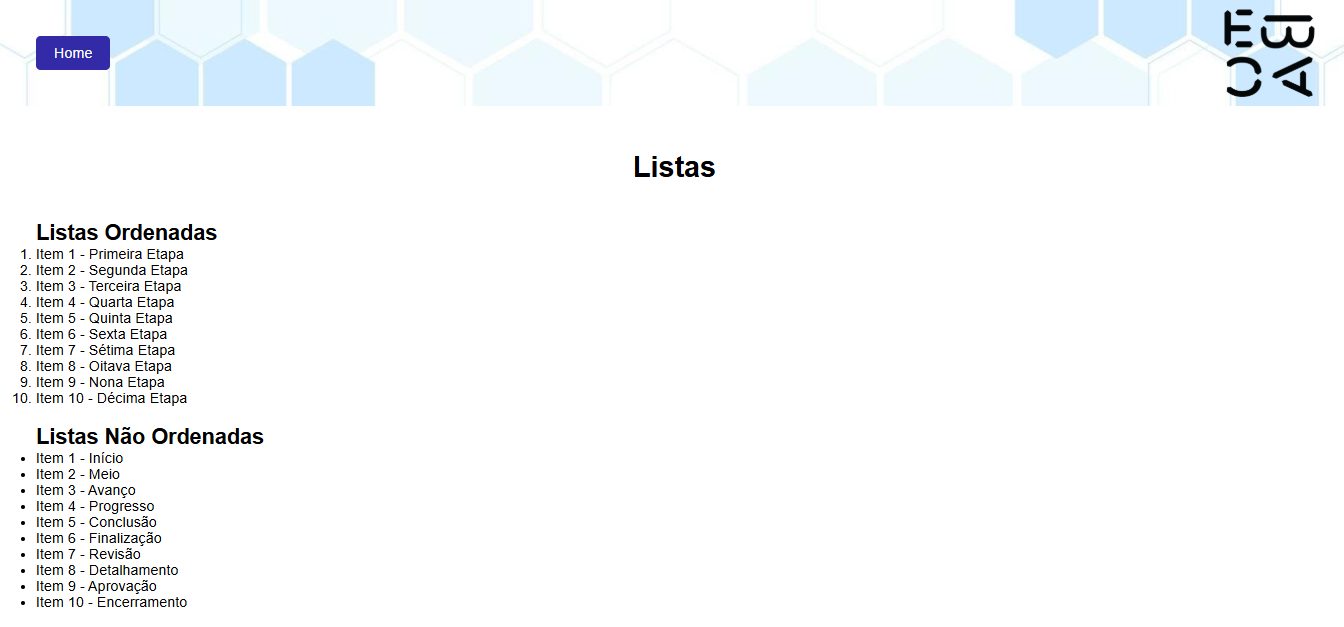 Home
EBAC
Listas
Listas Ordenadas
1. Item 1 - Primeira Etapa
2. Item 2 - Segunda Etapa
3. Item 3 - Terceira Etapa
4. Item 4 - Quarta Etapa
5. Item 5 - Quinta Etapa
6. Item 6 - Sexta Etapa
7. Item 7 - Sétima Etapa
8. Item 8 - Oitava Etapa
9. Item 9 - Nona Etapa
10. Item 10 - Décima Etapa
Listas Não Ordenadas
• Item 1 - Início
• Item 2 - Meio
• Item 3 - Avanço
• Item 4 - Progresso
• Item 5 - Conclusão
• Item 6 - Finalização
• Item 7 - Revisão
• Item 8 - Detalhamento
• Item 9 - Aprovação
• Item 10 - Encerramento